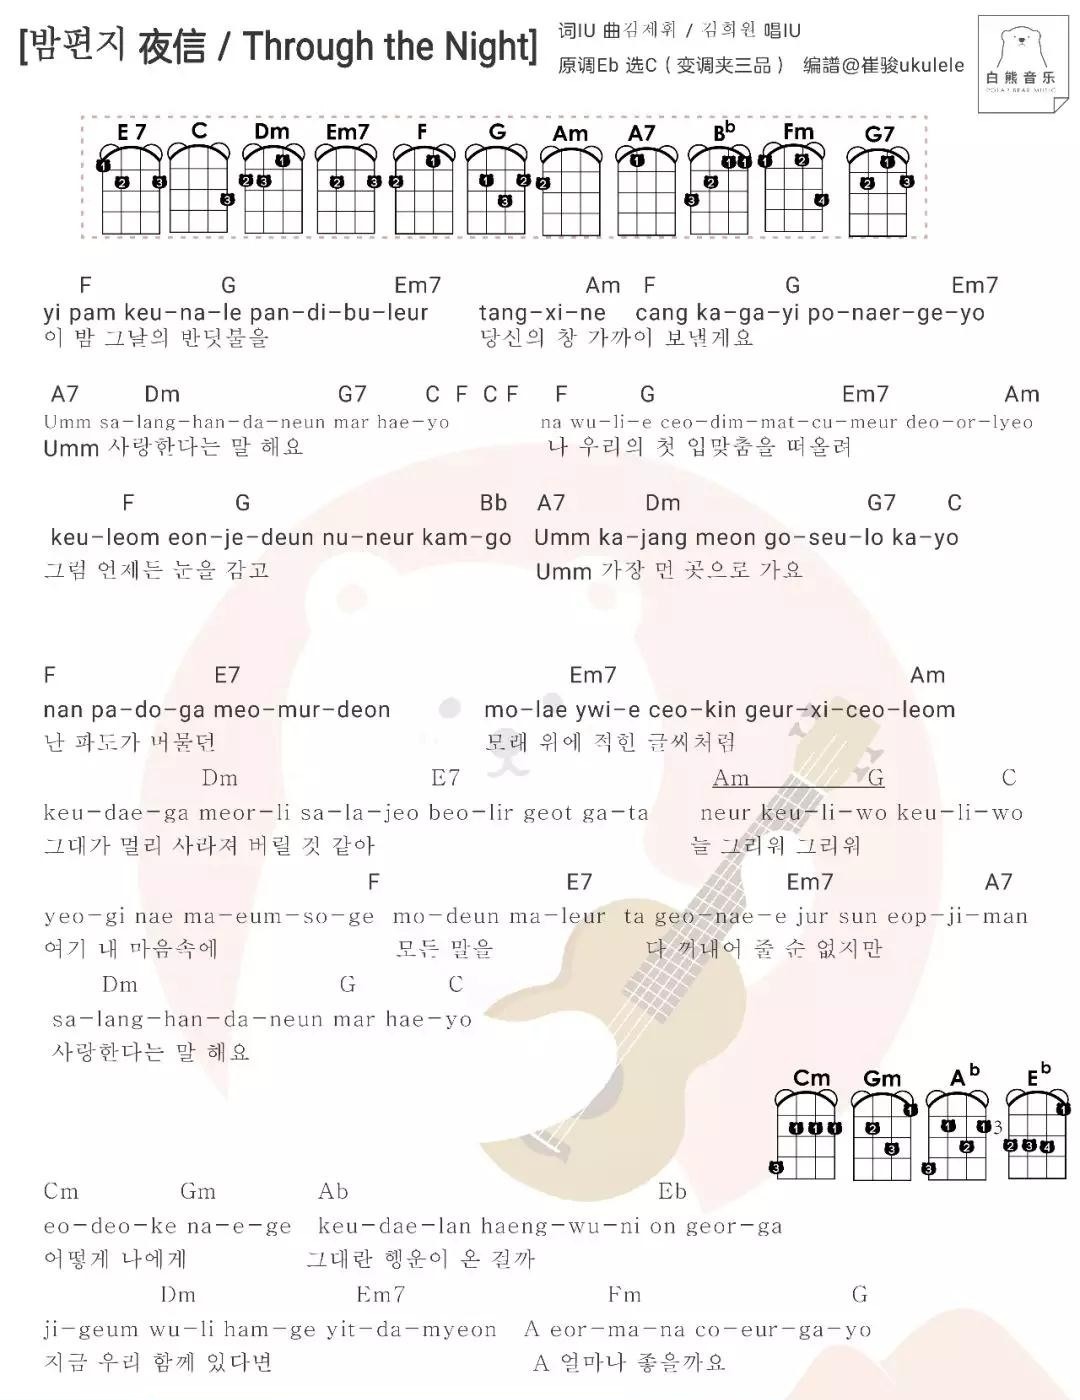 [밤편지 夜信 / Through the Night]
词IU 曲김제휘 / 김희원 唱IU
原调Eb 选C（变调夹三品） 编譜@崔骏ukulele
白熊音乐
POLAR BEAR MUSIC
E 7 C Dm Em7 F G Am A7 Bb Fm G7
F G Em7 Am F G Em7
yi pam keu-na-le pan-di-bu-leur tang-xi-ne cang ka-ga-yi po-naer-ge-yo
이 밤 그날의 반딧불을 당신의 창 가까이 보낼게요
A7 Dm G7 C F C F F G Em7 Am
Umm sa-lang-han-da-neun mar hae-yo na wu-li-e ceo-dim-mat-cu-meur deo-or-lyeo
Umm 사랑한다는 말 해요 나 우리의 첫 입맞춤을 떠올려
F G Bb A7 Dm G7 C
keu-leom eon-je-deun nu-neur kam-go Umm ka-jang meon go-seu-lo ka-yo
그럼 언제든 눈을 감고 Umm 가장 먼 곳으로 가요
F E7 Em7 Am
nan pa-do-ga meo-mur-deon mo-lae ywi-e ceo-kin geur-xi-ceo-leom
난 파도가 머물던 모래 위에 적힌 글씨처럼
Dm E7 Am G C
keu-dae-ga meor-li sa-la-jeo beo-lir geot ga-ta neur keu-li-wo keu-li-wo
그대가 멀리 사라져 버릴 것 같아 늘 그리워 그리워
F E7 Em7 A7
yeo-gi nae ma-eum-so-ge mo-deun ma-leur ta geo-nae-e jur sun eop-ji-man
여기 내 마음속에 모든 말을 다 꺼내어 줄 순 없지만
Dm G C
sa-lang-han-da-neun mar hae-yo
사랑한다는 말 해요
Cm Gm Ab Eb
3
Cm Gm Ab Eb
eo-deo-ke na-e-ge keu-dae-lan haeng-wu-ni on geor-ga
어떻게 나에게 그대란 행운이 온 걸까
Dm Em7 Fm G
ji-geum wu-li ham-ge yit-da-myeon A eor-ma-na co-eur-ga-yo
지금 우리 함께 있다면 A 얼마나 좋을까요